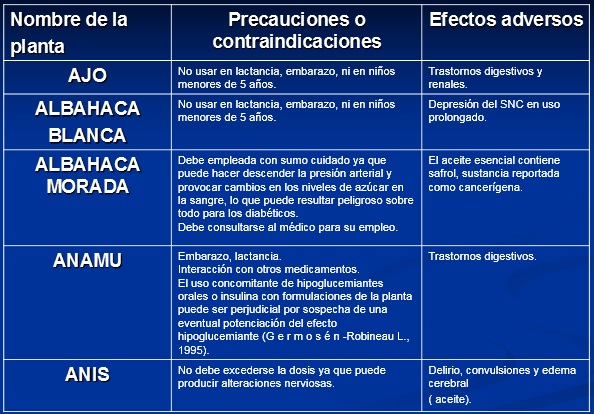 Nombre de la
planta
Precauciones o
contraindicaciones
Efectos adversos
AJO
No usar en lactancia, embarazo, ni en niños
menores de 5 años.
Trastornos digestivos y
renales.
ALBAHACA
BLANCA
No usar en lactancia, embarazo, ni en niños
menores de 5 años.
Depresión del SNC en uso
prolongado.
ALBAHACA
MORADA
Debe empleada con sumo cuidado ya que
puede hacer descender la presión arterial y
provocar cambios en los niveles de azúcar en
la sangre, lo que puede resultar peligroso sobre
todo para los diabéticos.
Debe consultarse al médico para su empleo.
El aceite esencial contiene
safrol, sustancia reportada
como cancerígena.
ANAMU
Embarazo, lactancia.
Interacción con otros medicamentos.
El uso concomitante de hipoglucemiantes
orales o insulina con formulaciones de la planta
puede ser perjudicial por sospecha de una
eventual potenciación del efecto
hipoglucemiante (G e r m o s é n -Robineau L.,
1995).
Trastornos digestivos.
ANIS
No debe excederse la dosis ya que puede
producir alteraciones nerviosas.
Delirio, convulsiones y edema
cerebral
( aceite).